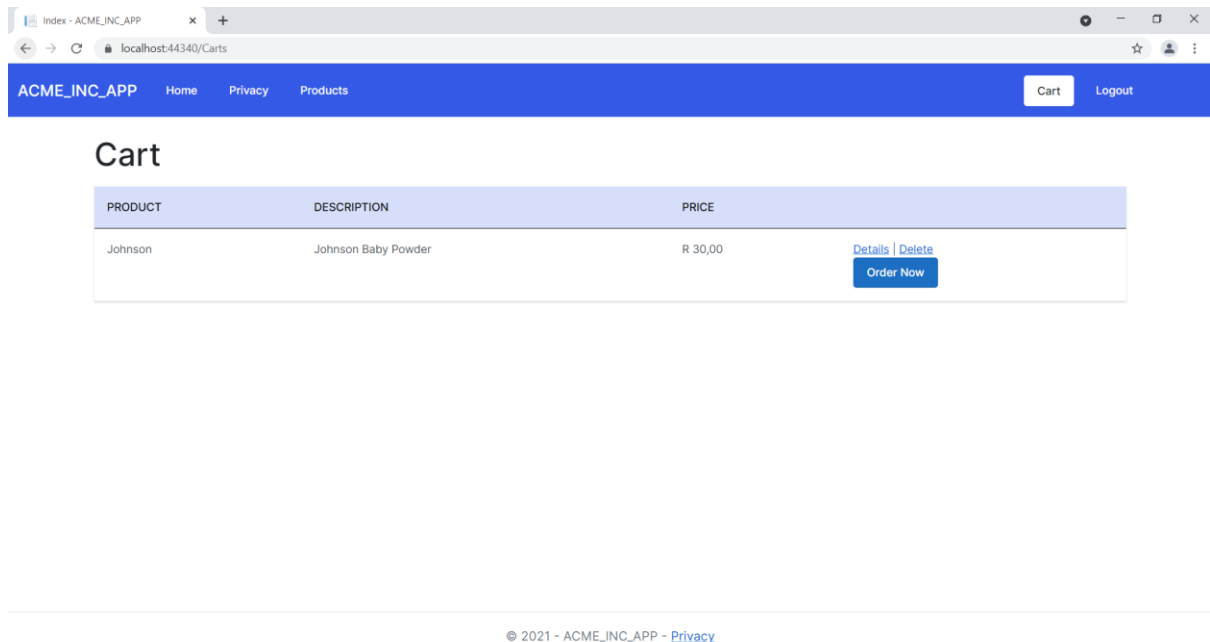 Index - ACME_INC_APP
localhost:44340/Carts
ACME_INC_APP Home Privacy Products Cart Logout
Cart
PRODUCT DESCRIPTION PRICE
Johnson Johnson Baby Powder R 30,00 Details | Delete
Order Now
© 2021 - ACME_INC_APP - Privacy